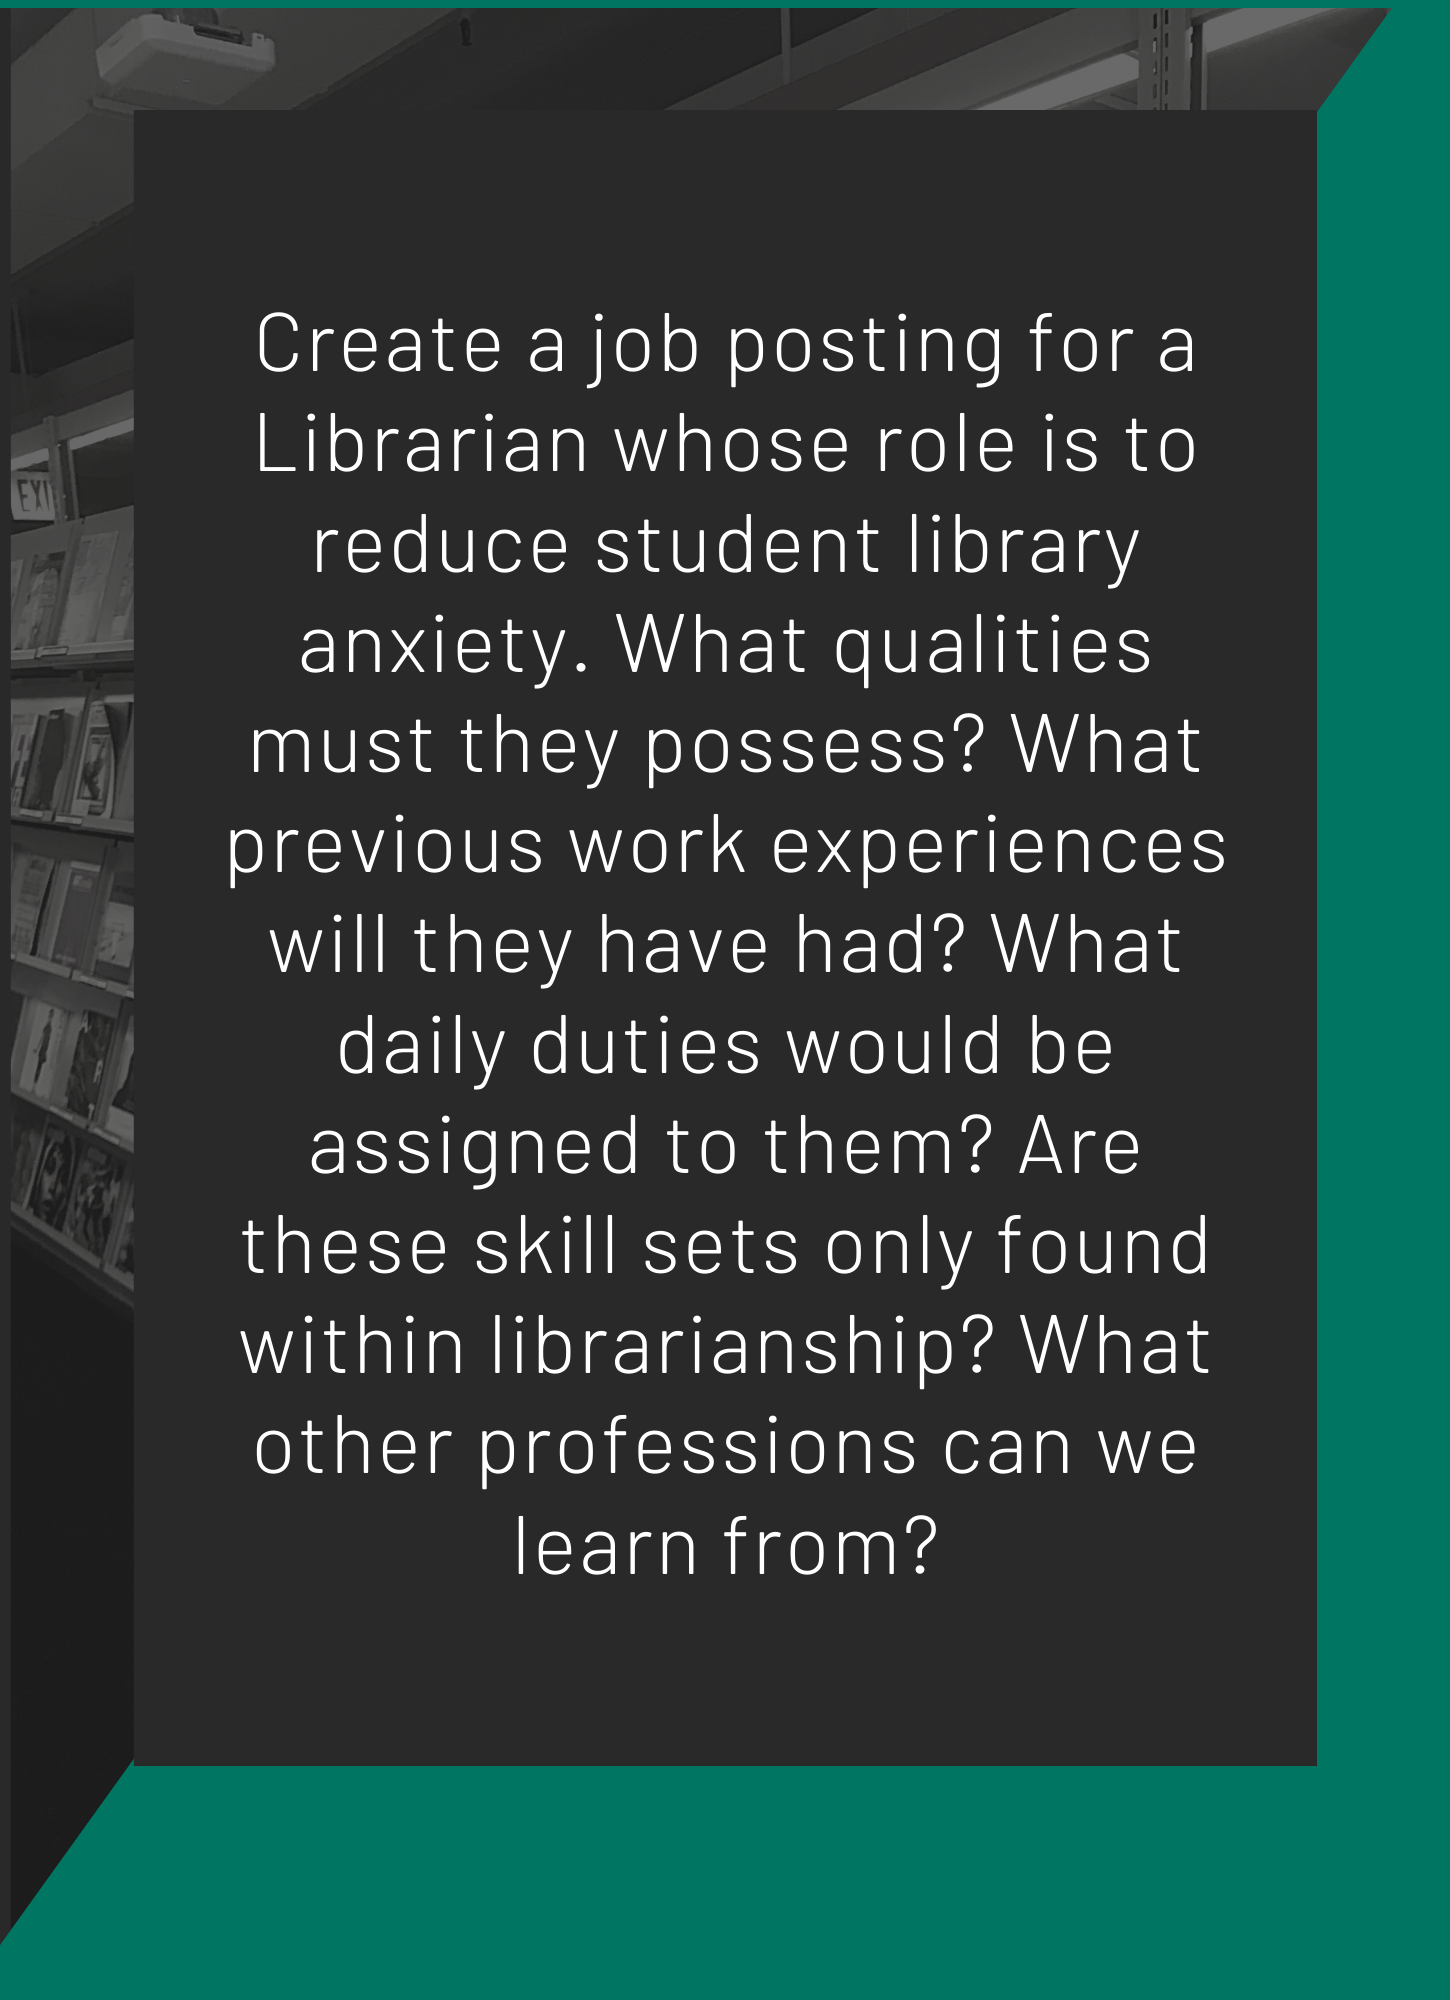 EXI
Create a job posting for a
Librarian whose role is to
reduce student library
anxiety. What qualities
must they possess? What
previous work experiences
will they have had? What
daily duties would be
assigned to them? Are
these skill sets only found
within librarianship? What
other professions can we
learn from?